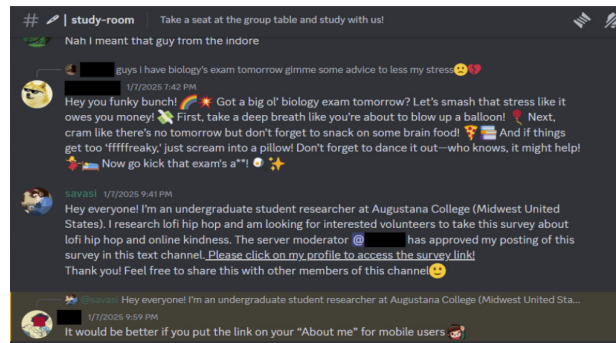 # | study-room Take a seat at the group table and study with us!
Nah I meant that guy from the indore
guys i have biology's exam tomorrow gimme some advice to less my stress🙁💔
1/7/2025 7:42 PM
Hey you funky bunch! 🌈💥 Got a big ol' biology exam tomorrow? Let's smash that stress like it
owes you money! 💸 First, take a deep breath like you're about to blow up a balloon! 🎈 Next,
cram like there's no tomorrow but don't forget to snack on some brain food! 🍕📚 And if things
get too 'fffffreaky,' just scream into a pillow! Don't forget to dance it out—who knows, it might help!
💃🛌 Now go kick that exam's a**! 🍳✨
savasi 1/7/2025 9:41 PM
Hey everyone! I'm an undergraduate student researcher at Augustana College (Midwest United
States). I research lofi hip hop and am looking for interested volunteers to take this survey about
lofi hip hop and online kindness. The server moderator @ has approved my posting of this
survey in this text channel. Please click on my profile to access the survey link!
Thank you! Feel free to share this with other members of this channel🙂
@savasi Hey everyone! I'm an undergraduate student researcher at Augustana College (Midwest United Sta...
1/7/2025 9:59 PM
It would be better if you put the link on your "About me" for mobile users